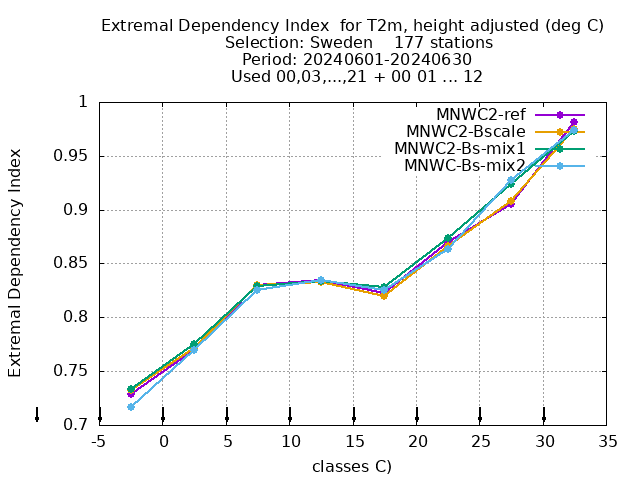 Extremal Dependency Index  for T2m, height adjusted (deg C)
Selection: Sweden    177 stations
Period: 20240601-20240630
Used 00,03,...,21 + 00 01 ... 12
MNWC2-ref
MNWC2-Bscale
MNWC2-Bs-mix1
MNWC-Bs-mix2
Extremal Dependency Index
1
0.95
0.9
0.85
0.8
0.75
0.7
-5 0 5 10 15 20 25 30 35
classes C)